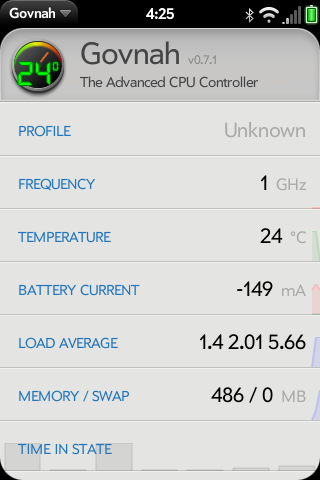 Govnah 4:25
24°
Govnah v0.7.1
The Advanced CPU Controller
PROFILE Unknown
FREQUENCY 1 GHz
TEMPERATURE 24 °C
BATTERY CURRENT -149 mA
LOAD AVERAGE 1.4 2.01 5.66
MEMORY / SWAP 486 / 0 MB
TIME IN STATE